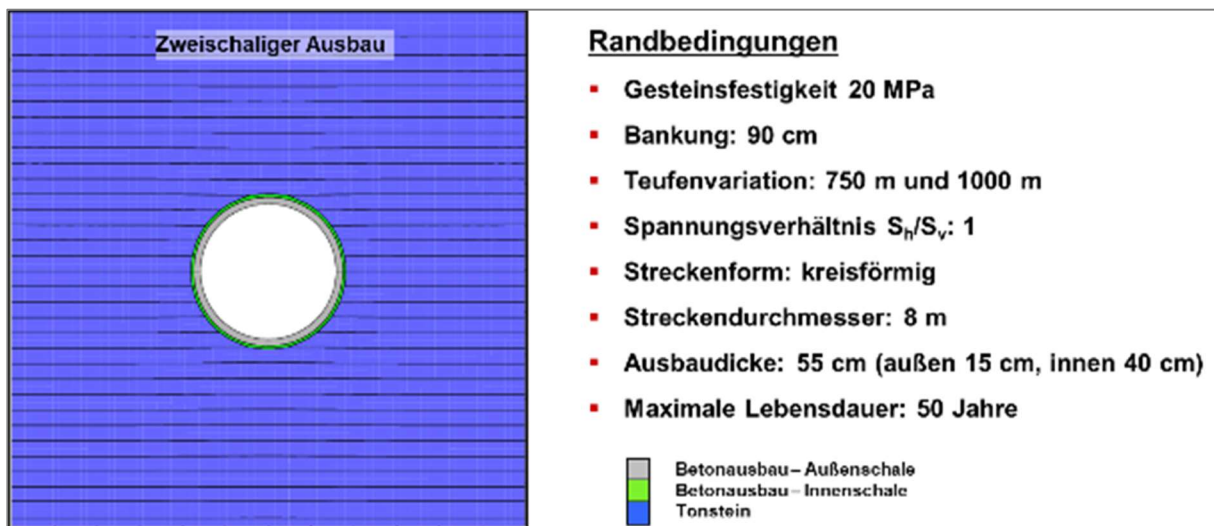 Zweischaliger Ausbau
Randbedingungen
▪ Gesteinsfestigkeit 20 MPa
▪ Bankung: 90 cm
▪ Teufenvariation: 750 m und 1000 m
▪ Spannungsverhältnis Sₕ/Sᵥ: 1
▪ Streckenform: kreisförmig
▪ Streckendurchmesser: 8 m
▪ Ausbaudicke: 55 cm (außen 15 cm, innen 40 cm)
▪ Maximale Lebensdauer: 50 Jahre
Betonausbau – Außenschale
Betonausbau – Innenschale
Tonstein